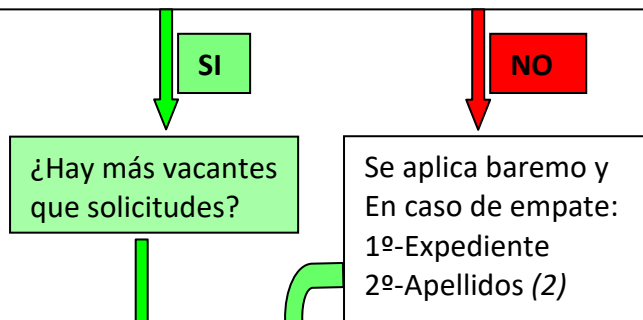 SI
NO
¿Hay más vacantes
que solicitudes?
Se aplica baremo y
En caso de empate:
1º-Expediente
2º-Apellidos (2)